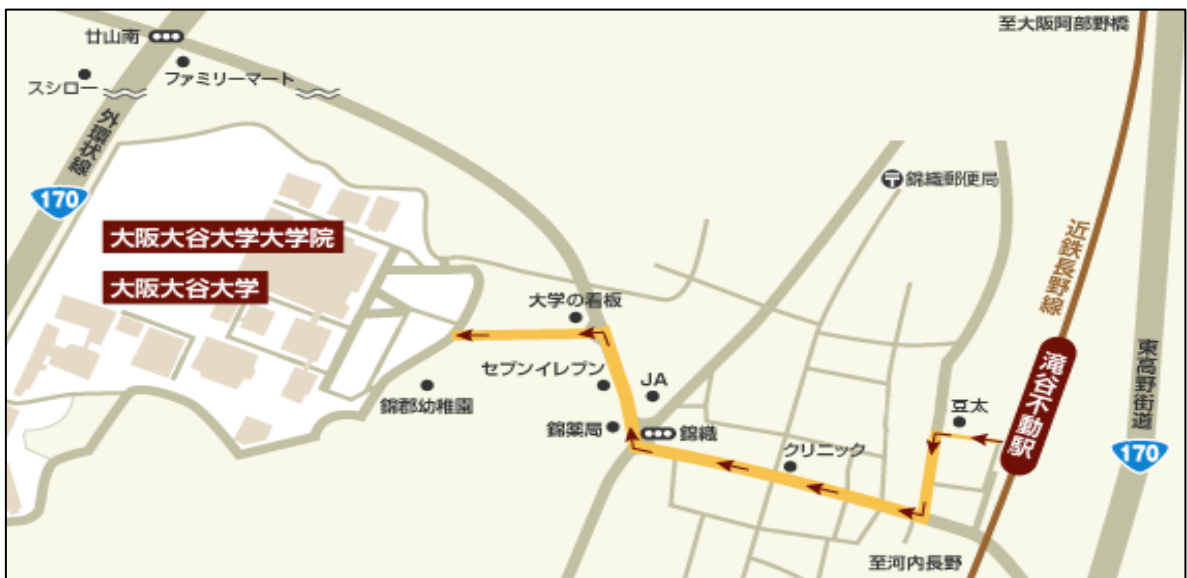 至大阪阿部野橋
廿山南
スシロー
ファミリーマート
外環状線
170
〒錦織郵便局
大阪大谷大学大学院
大阪大谷大学
近鉄長野線
大学の看板
セブンイレブン
JA
錦郡幼稚園
錦薬局
錦織
クリニック
豆太
滝谷不動駅
東高野街道
170
至河内長野